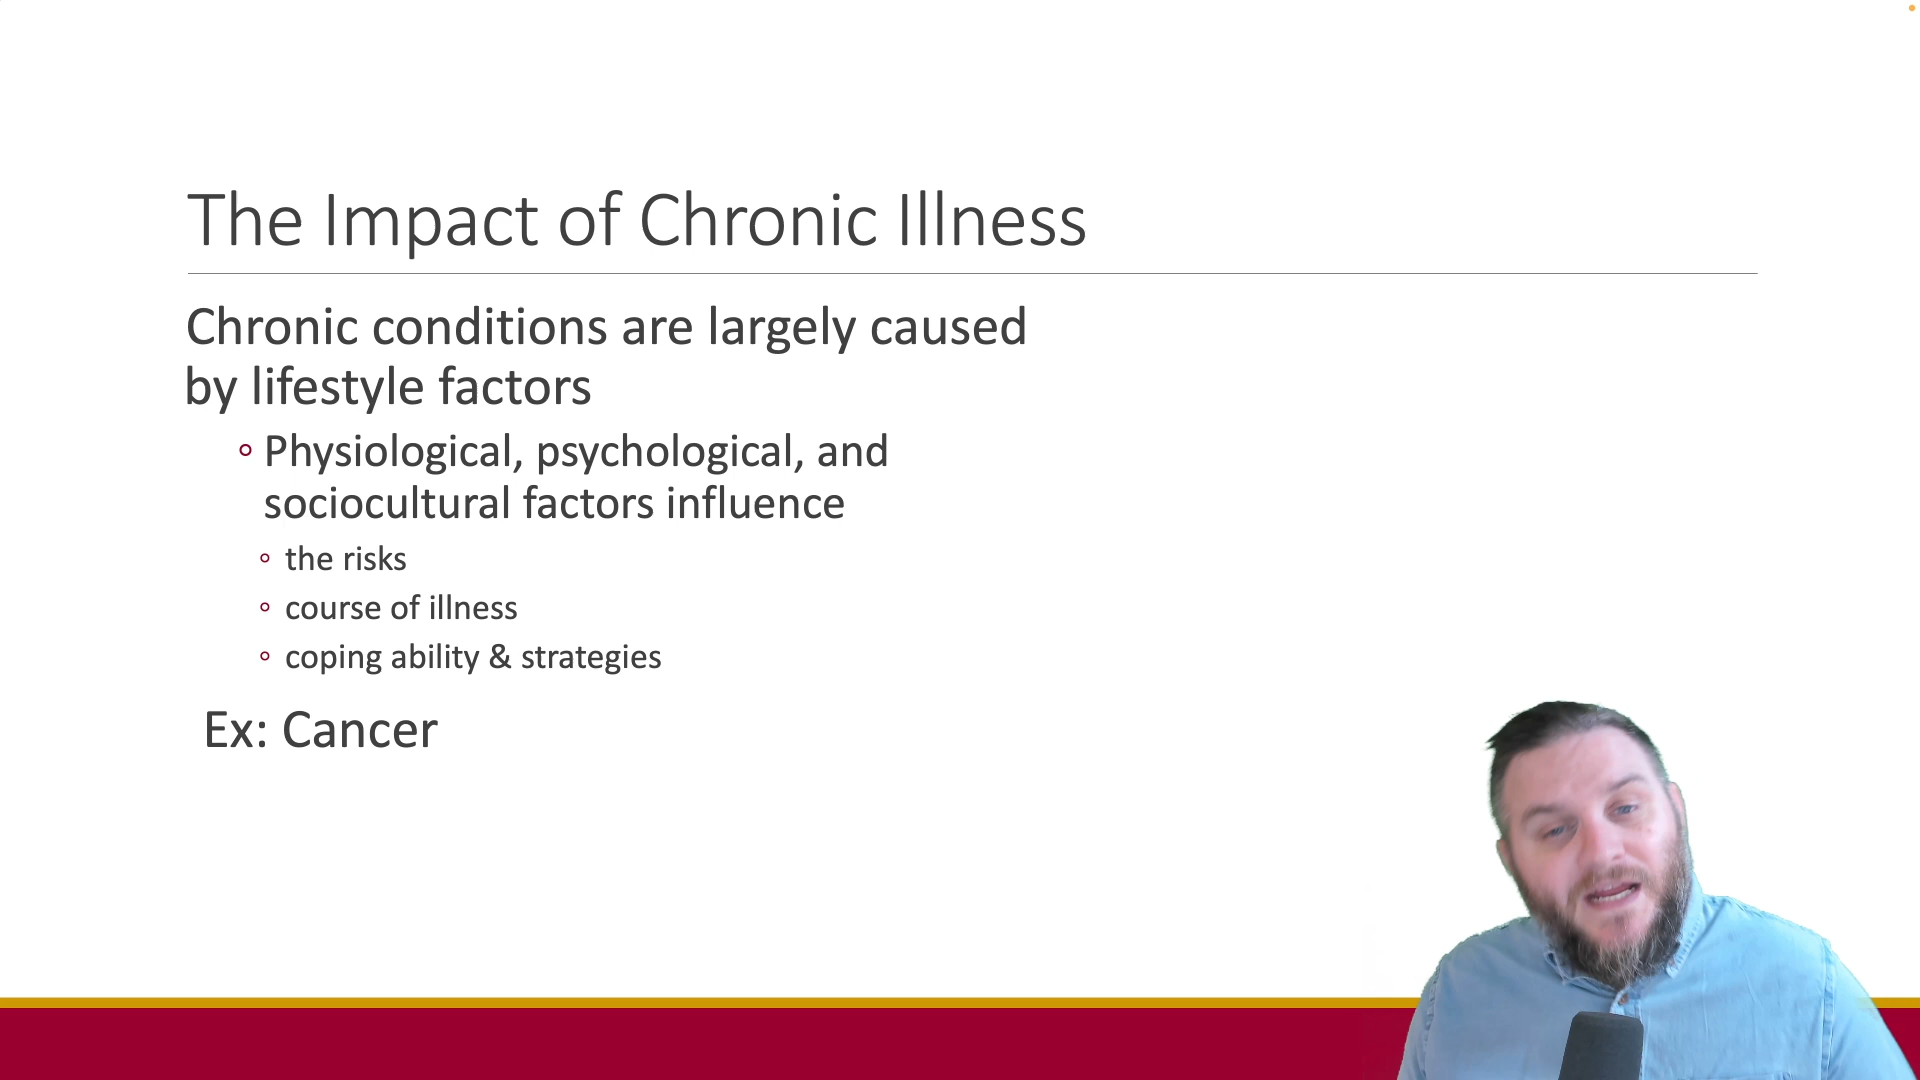 The Impact of Chronic Illness
Chronic conditions are largely caused
by lifestyle factors
◦ Physiological, psychological, and
sociocultural factors influence
◦ the risks
◦ course of illness
◦ coping ability & strategies
Ex: Cancer